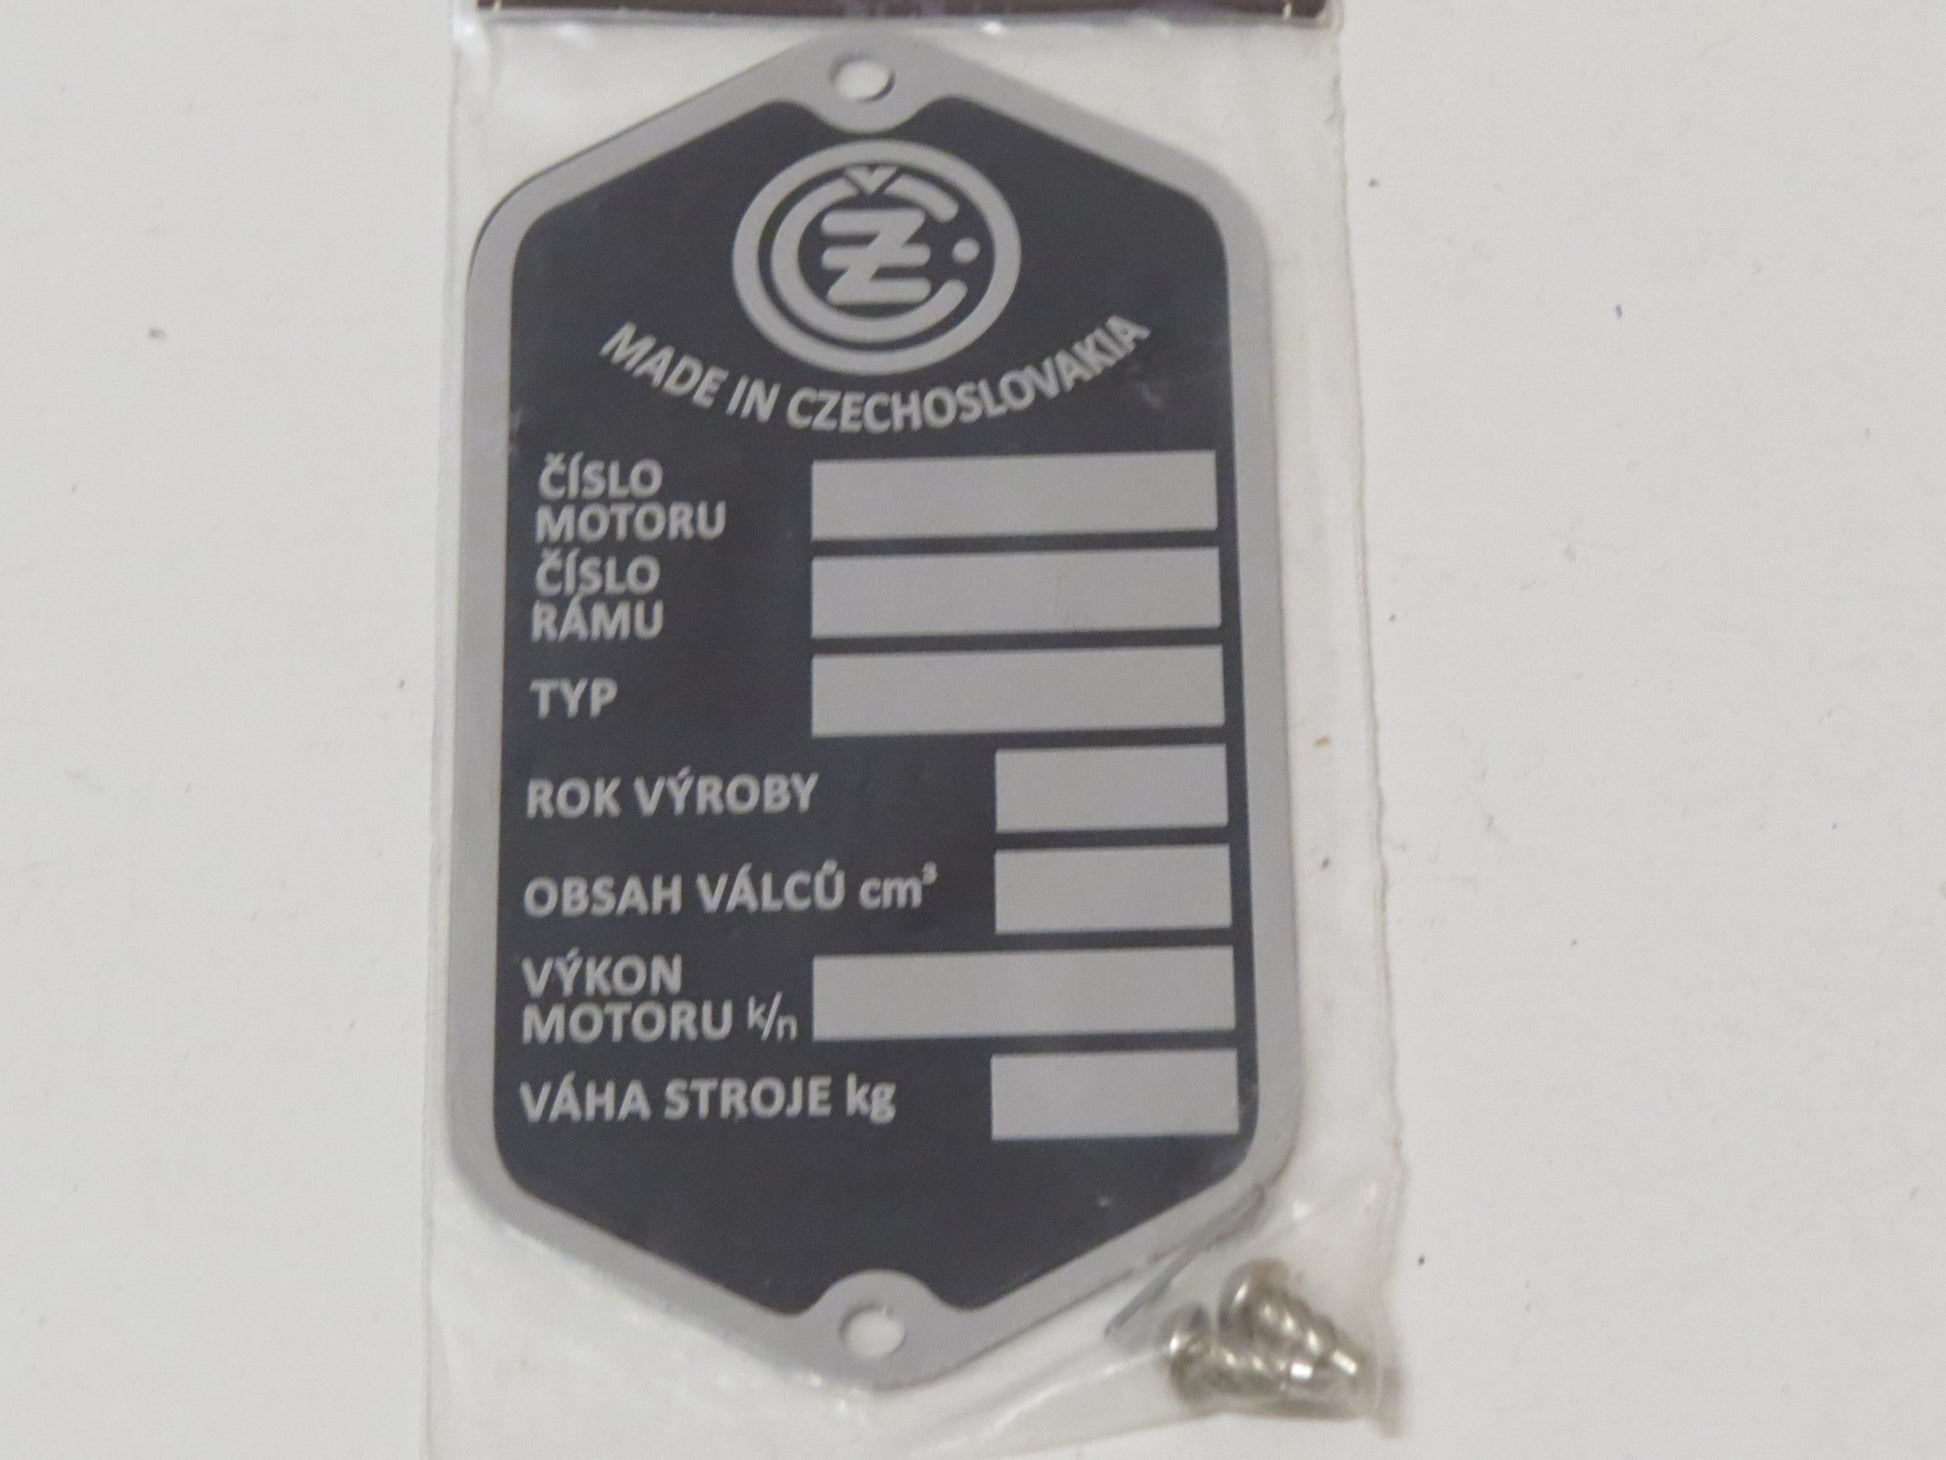 ČZ
MADE IN CZECHOSLOVAKIA
ČÍSLO
MOTORU
ČÍSLO
RÁMU
TYP
ROK VÝROBY
OBSAH VÁLCŮ cm³
VÝKON
MOTORU k/n
VÁHA STROJE kg